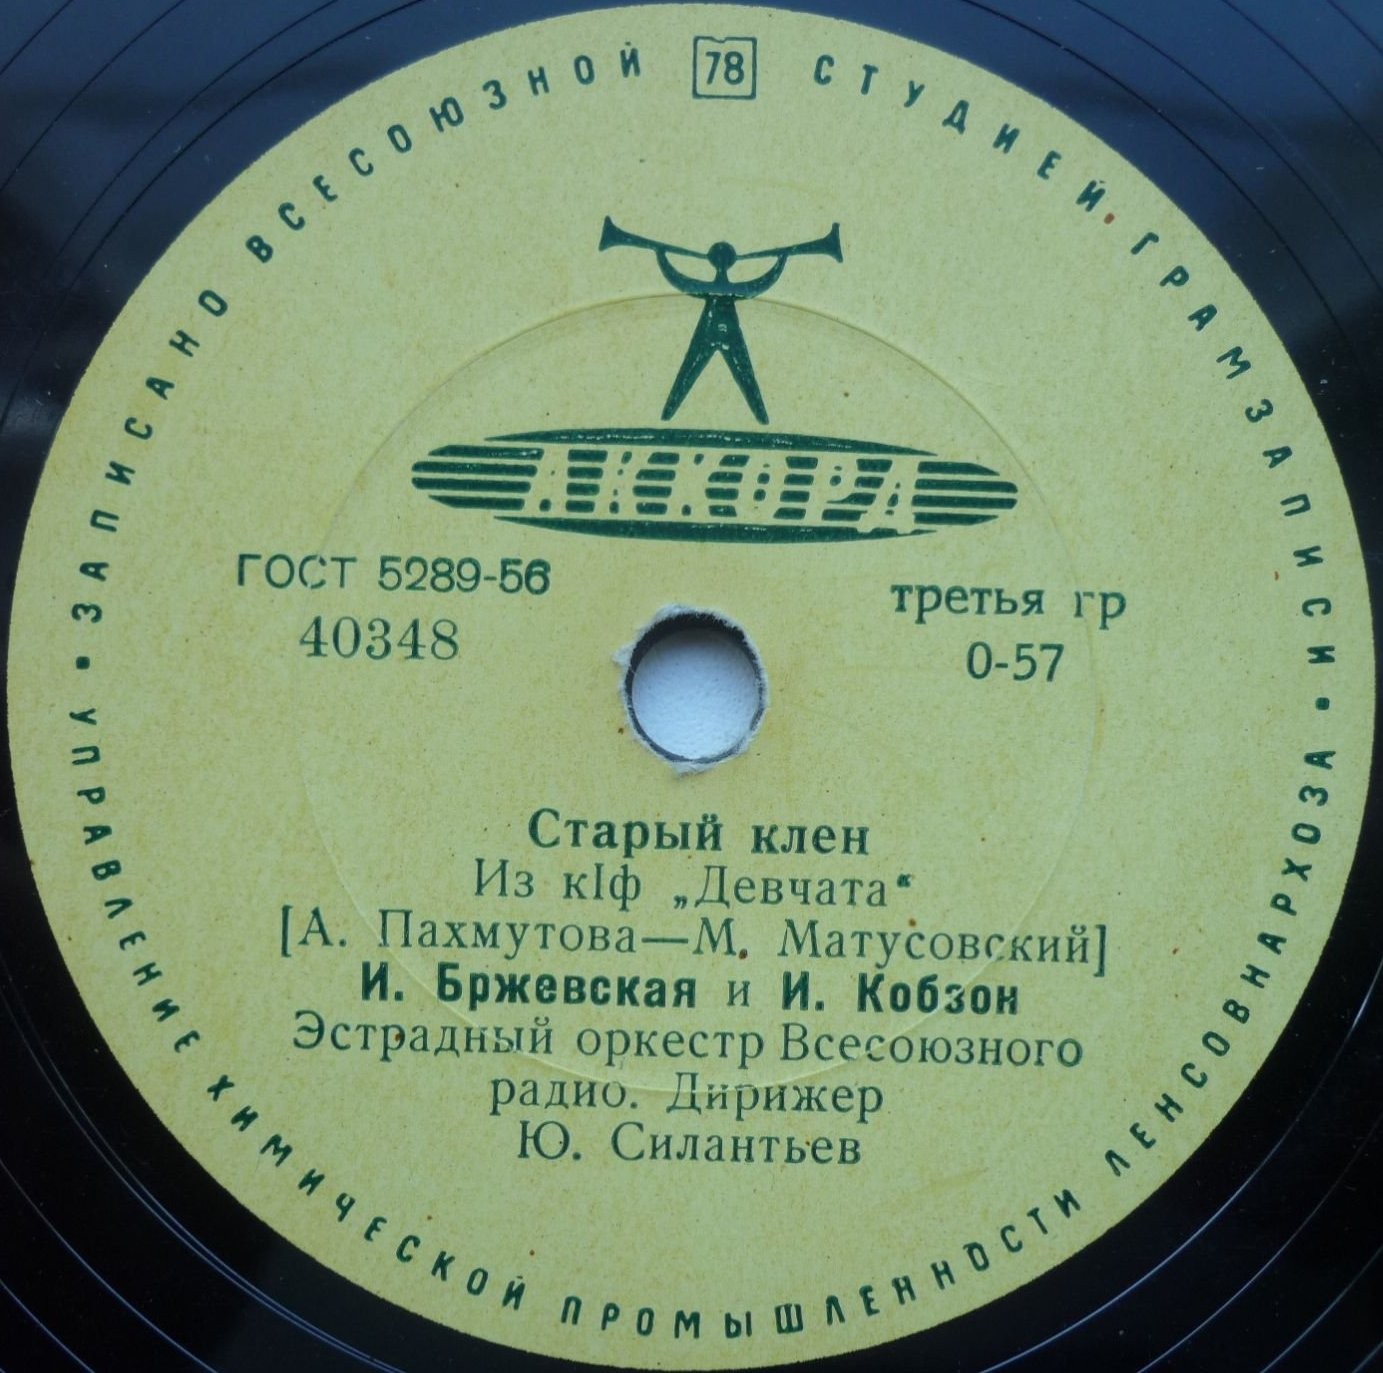 ЗАПИСАНО ВСЕСОЮЗНОЙ 78 СТУДИЕЙ ГРАМЗАПИСИ
АККОРД
ГОСТ 5289-56
40348
третья гр
0-57
Старый клен
Из кIф „Девчата“
[А. Пахмутова—М. Матусовский]
И. Бржевская и И. Кобзон
Эстрадный оркестр Всесоюзного
радио. Дирижер
Ю. Силантьев
• УПРАВЛЕНИЕ ХИМИЧЕСКОЙ ПРОМЫШЛЕННОСТИ ЛЕНСОВНАРХОЗА •